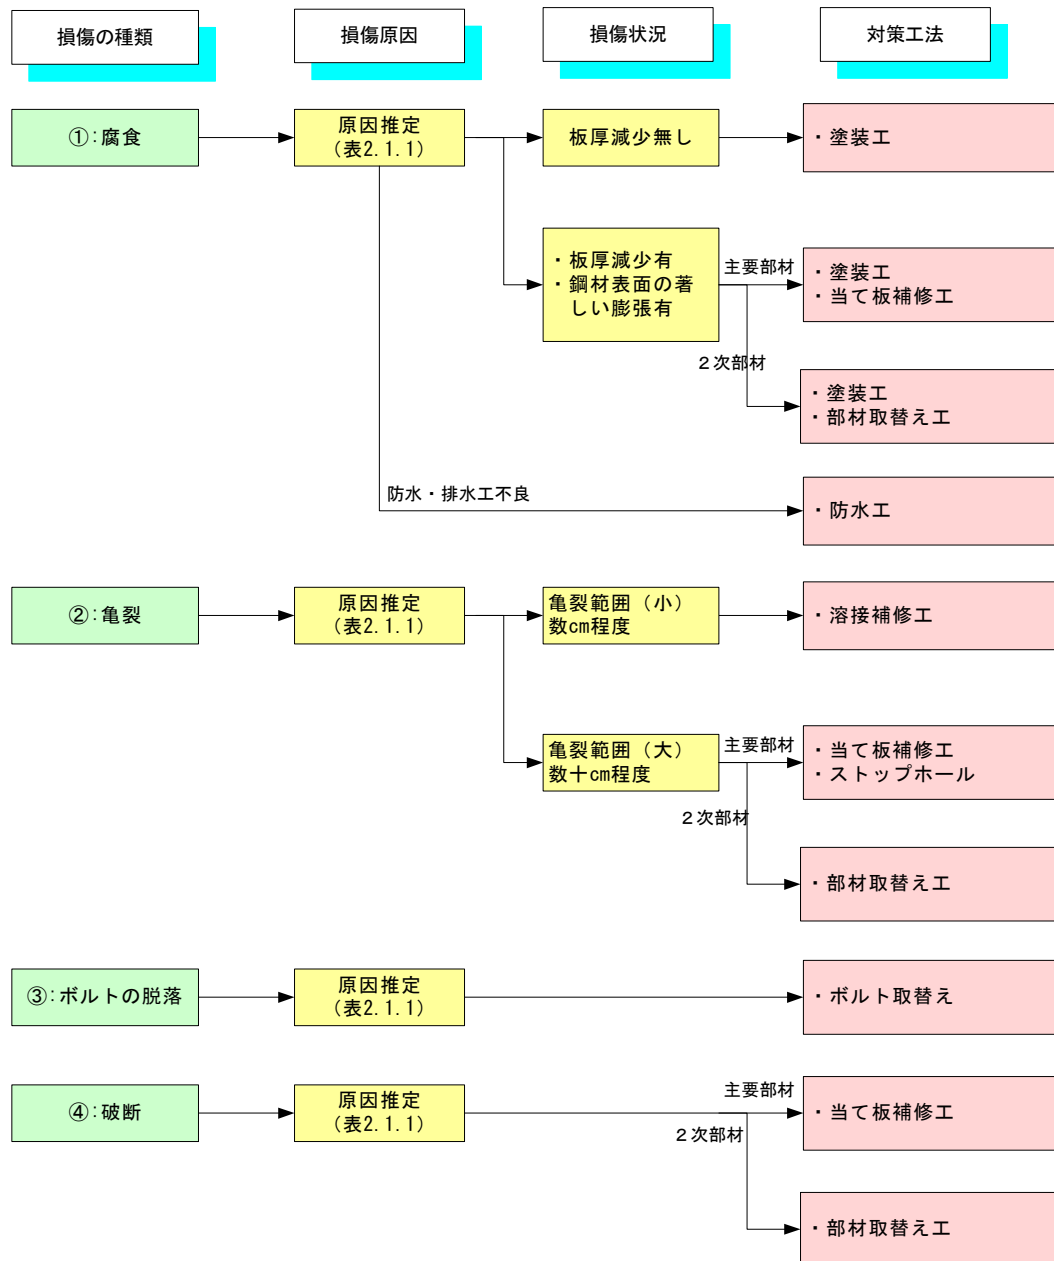 損傷の種類
損傷原因
損傷状況
対策工法
①:腐食
原因推定
(表2.1.1)
板厚減少無し
・塗装工
・板厚減少有
・鋼材表面の著
しい膨張有
主要部材
・塗装工
・当て板補修工
2次部材
・塗装工
・部材取替え工
防水・排水工不良
・防水工
②:亀裂
原因推定
(表2.1.1)
亀裂範囲(小)
数cm程度
・溶接補修工
亀裂範囲(大)
数十cm程度
主要部材
・当て板補修工
・ストップホール
2次部材
・部材取替え工
③:ボルトの脱落
原因推定
(表2.1.1)
・ボルト取替え
④:破断
原因推定
(表2.1.1)
主要部材
・当て板補修工
2次部材
・部材取替え工